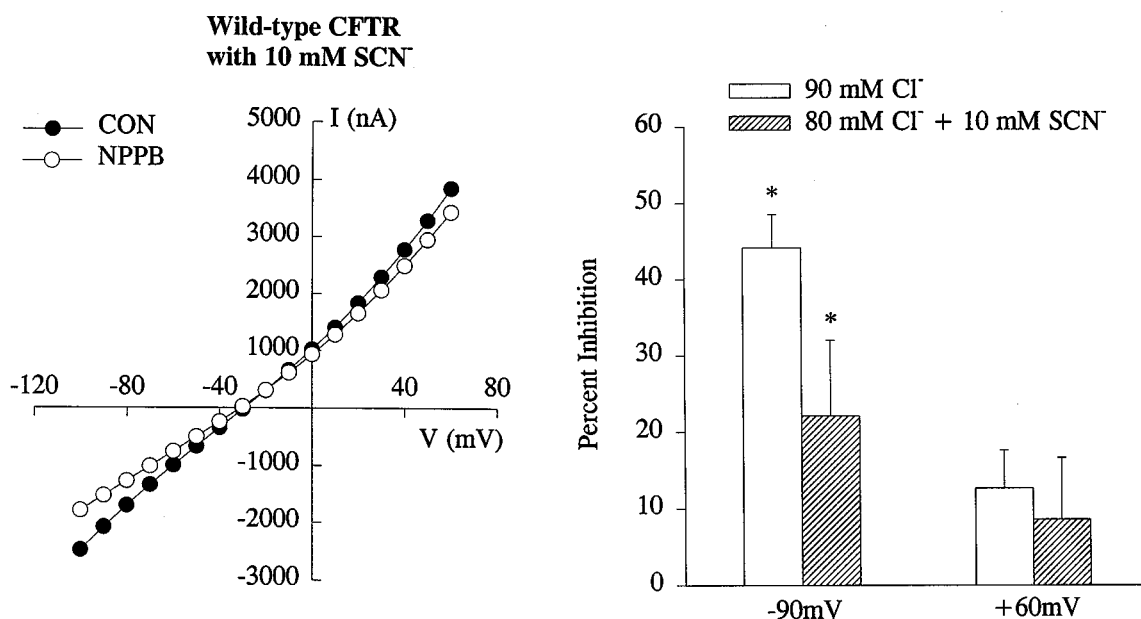 Wild-type CFTR
with 10 mM SCN⁻
CON
NPPB
I (nA)
5000
4000
3000
2000
1000
-1000
-2000
-3000
-120
-80
-40
0
40
80
V (mV)
90 mM Cl⁻
80 mM Cl⁻ + 10 mM SCN⁻
Percent Inhibition
60
50
40
30
20
10
0
*
*
-90mV
+60mV